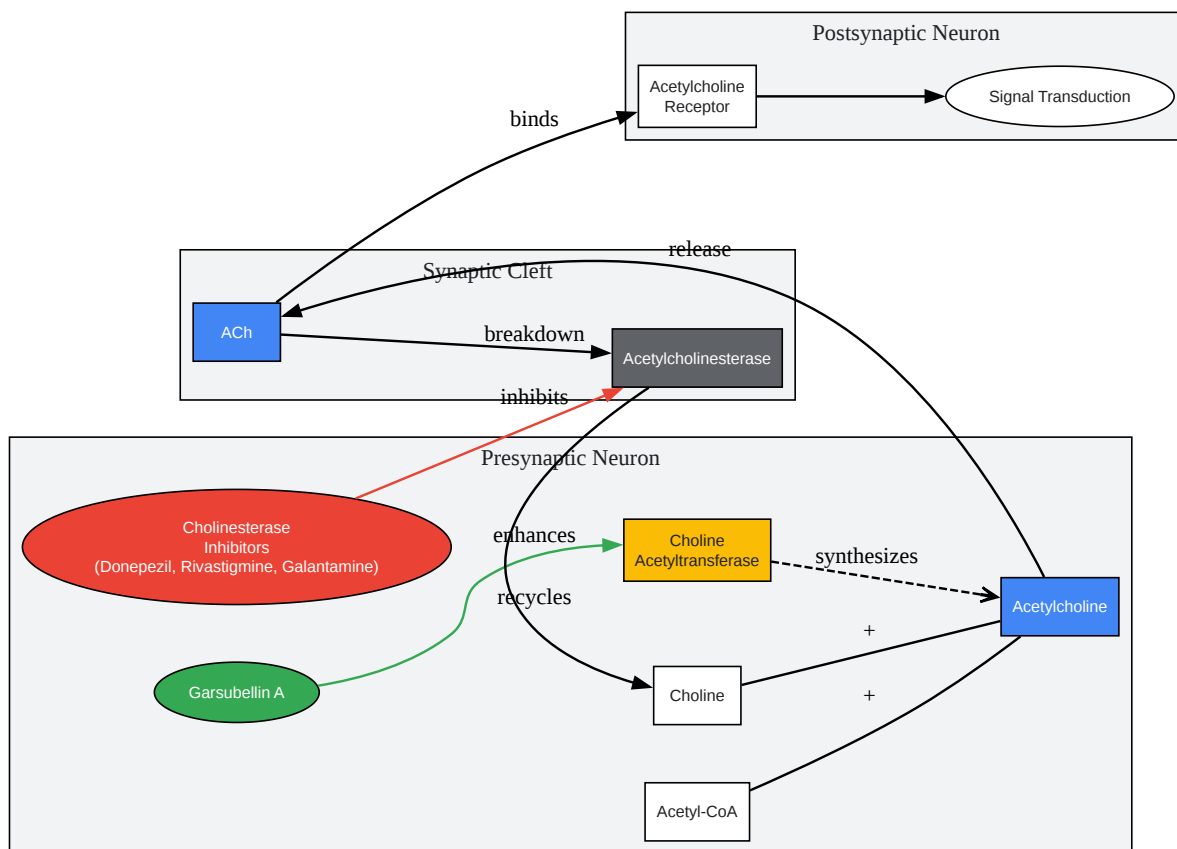 Postsynaptic Neuron
Acetylcholine
Receptor
Signal Transduction
binds
release
Synaptic Cleft
ACh
breakdown
Acetylcholinesterase
inhibits
Presynaptic Neuron
Cholinesterase
Inhibitors
(Donepezil, Rivastigmine, Galantamine)
enhances
Choline
Acetyltransferase
synthesizes
Acetylcholine
recycles
+
Garsubellin A
Choline
+
Acetyl-CoA